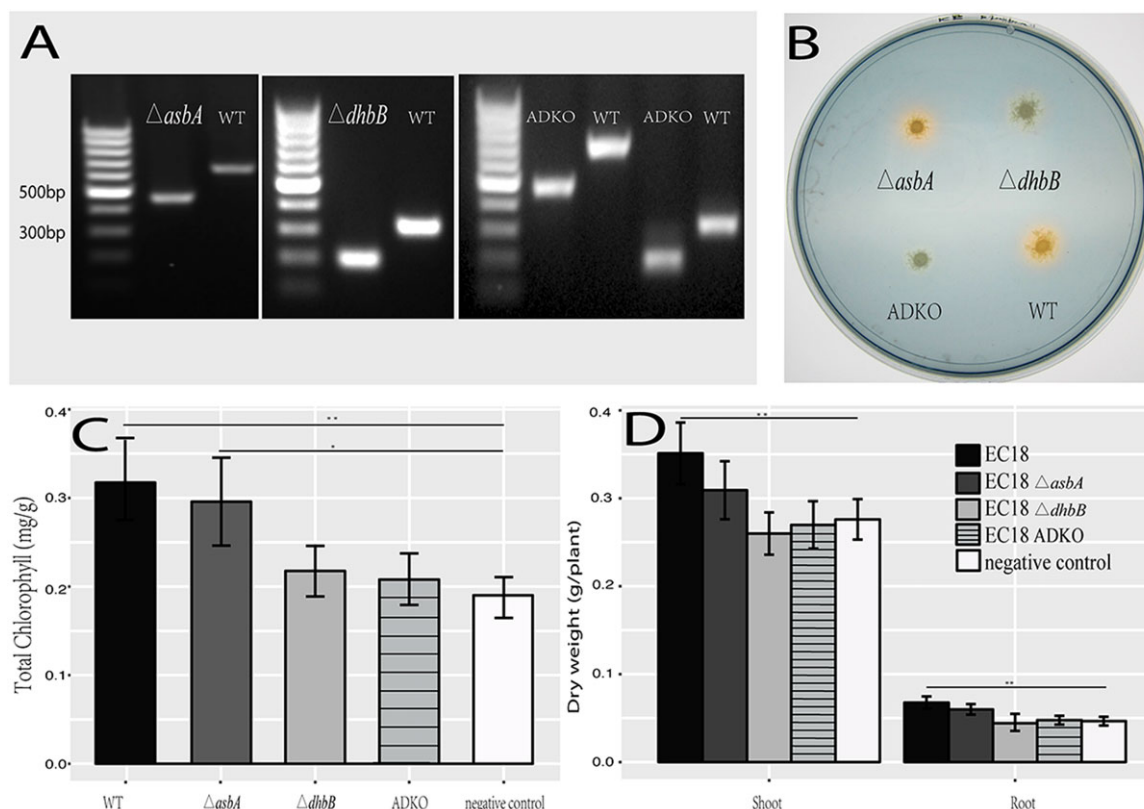 A
△asbA WT
△dhbB WT
ADKO WT ADKO WT
500bp
300bp
B
△asbA △dhbB
ADKO WT
C
Total Chlorophyll (mg/g)
0.4
0.3
0.2
0.1
0.0
**
*
WT △asbA △dhbB ADKO negative control
D
Dry weight (g/plant)
0.4
0.3
0.2
0.1
0.0
**
**
EC18
EC18 △asbA
EC18 △dhbB
EC18 ADKO
negative control
Shoot Root